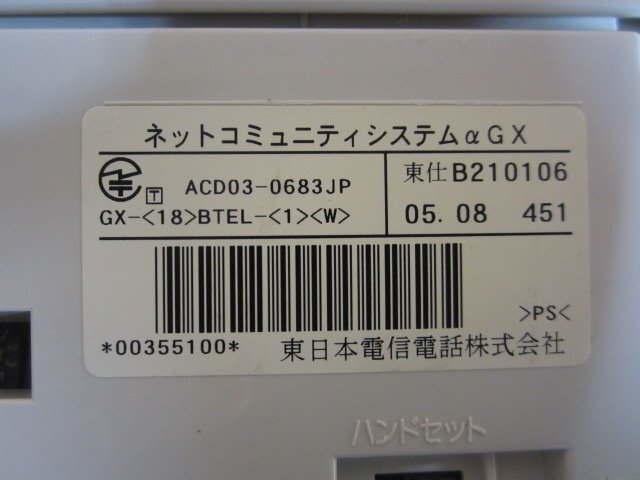 ネットコミュニティシステムαGX
T ACD03-0683JP
東仕B210106
GX-<18>BTEL-<1><W>
05. 08 451
>PS<
*00355100*
東日本電信電話株式会社
ハンドセット